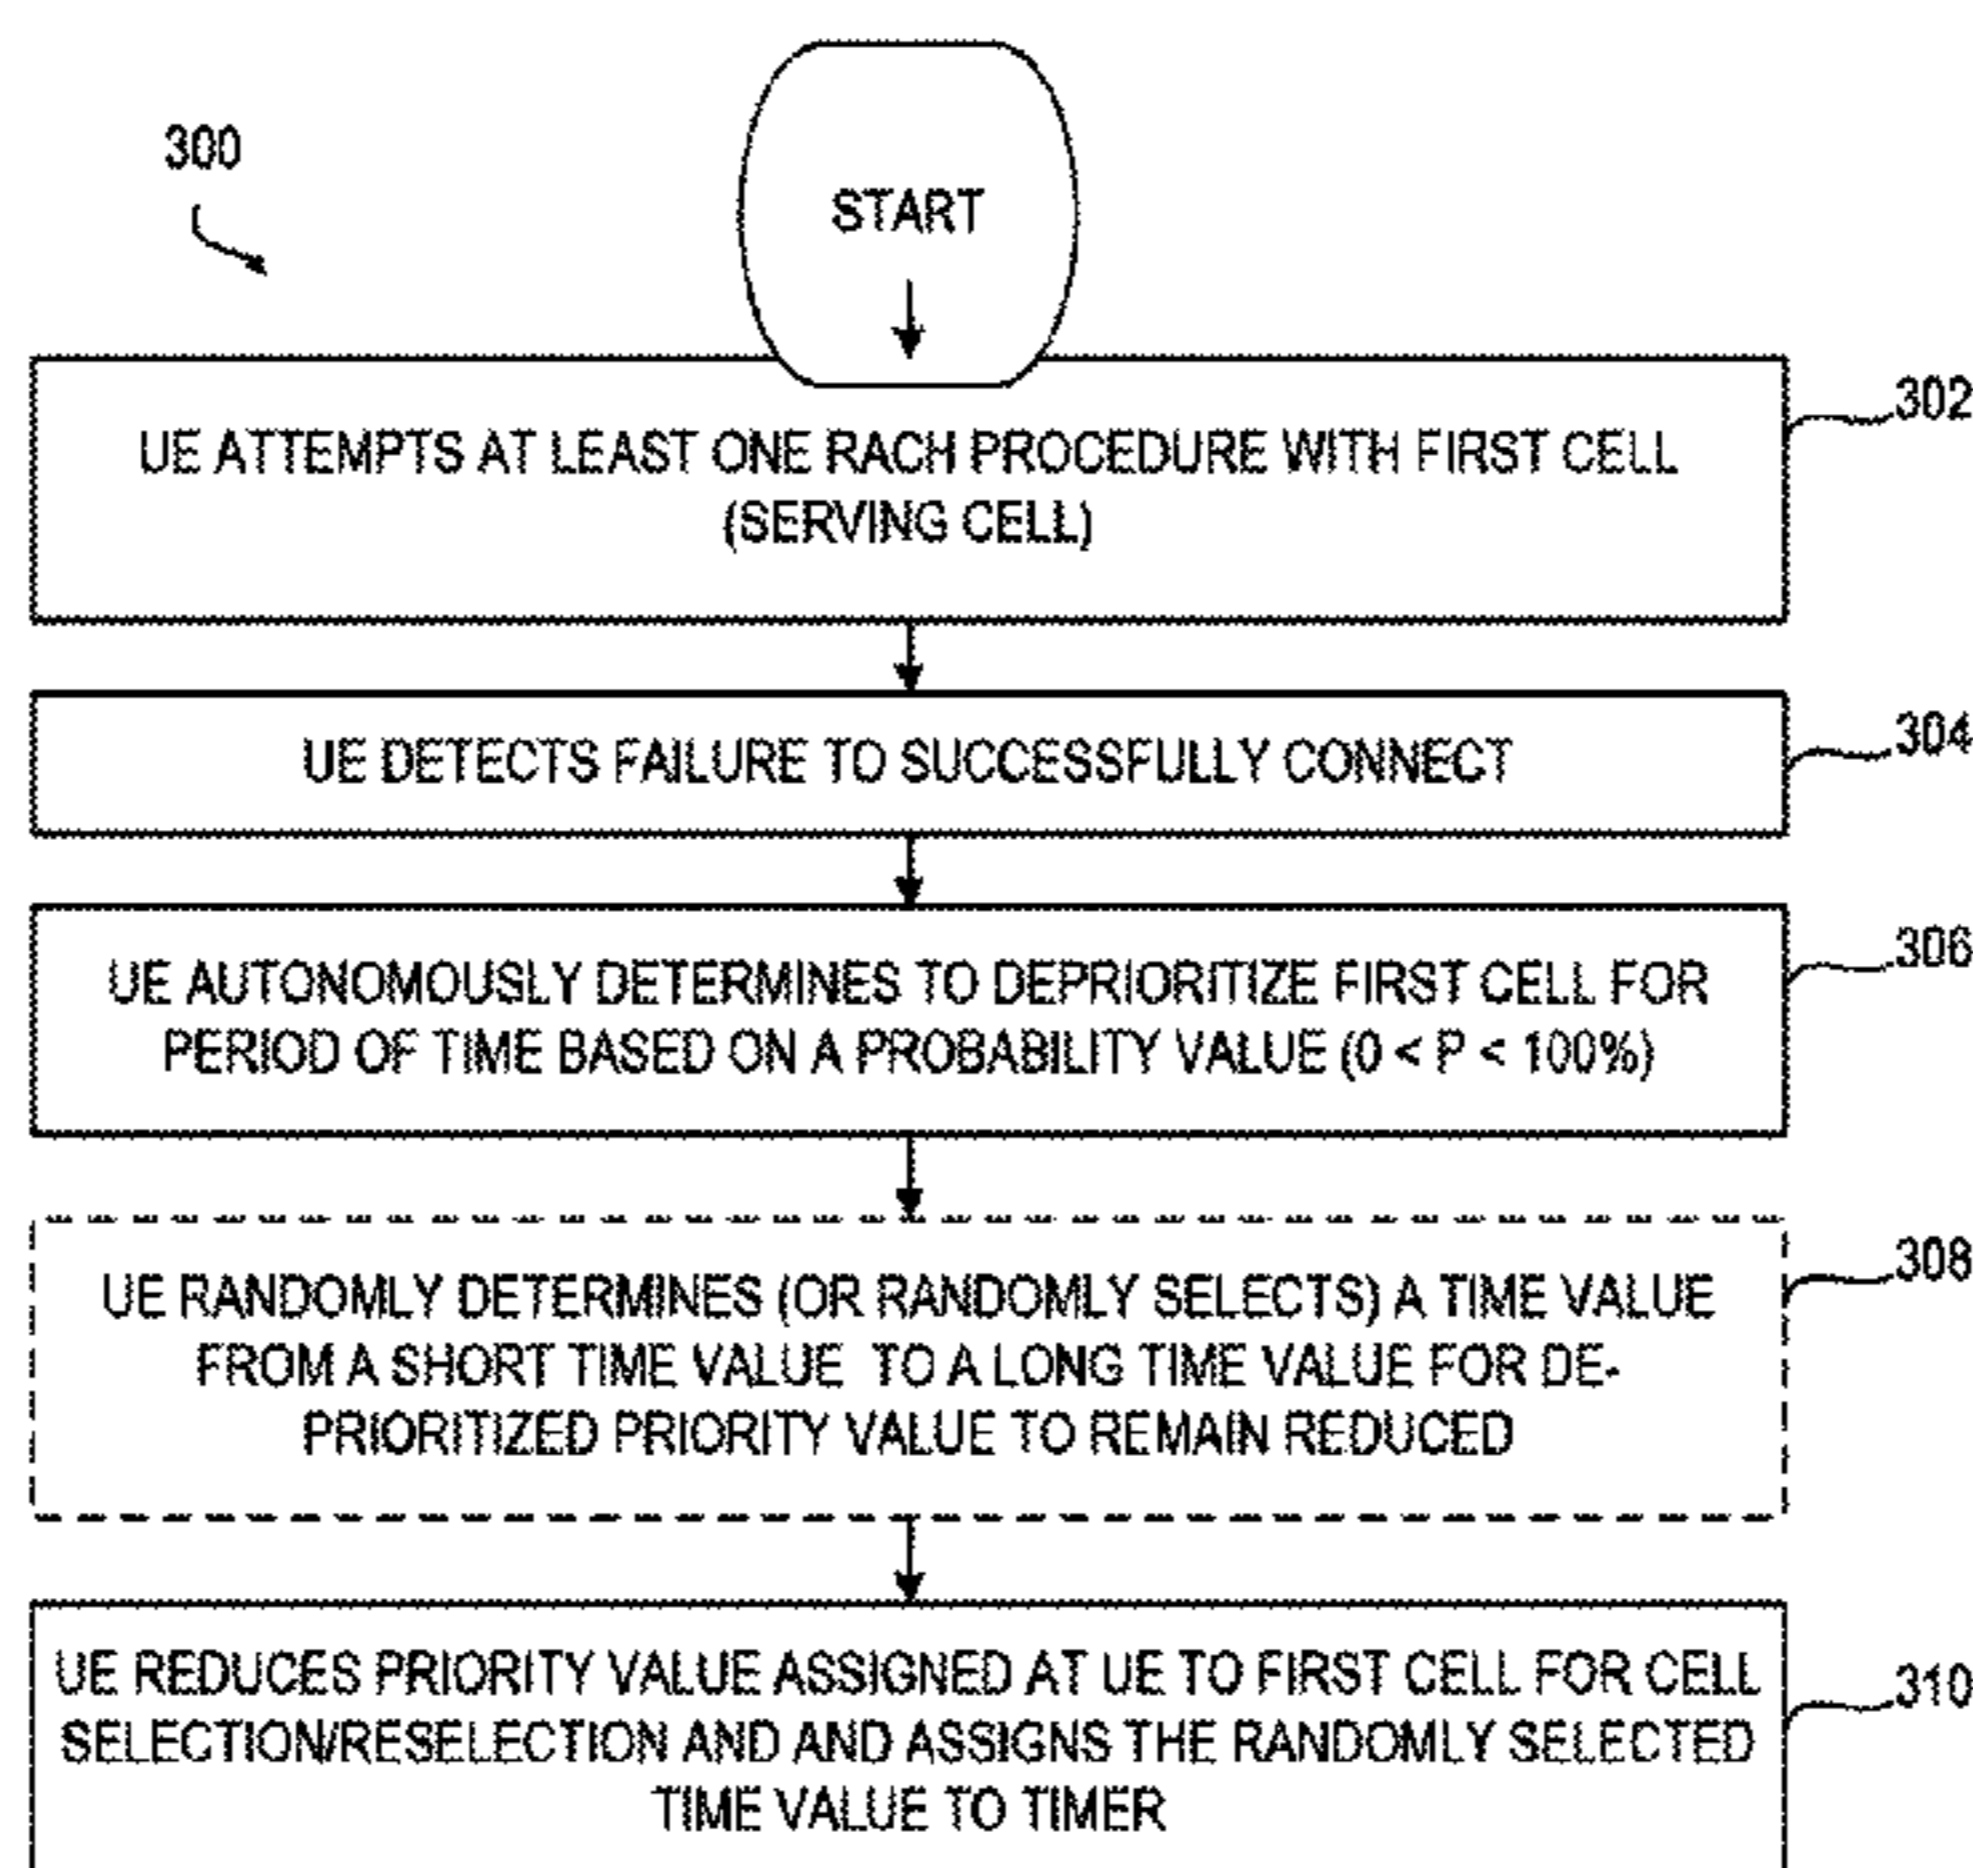 300
START
302
UE ATTEMPTS AT LEAST ONE RACH PROCEDURE WITH FIRST CELL
(SERVING CELL)
304
UE DETECTS FAILURE TO SUCCESSFULLY CONNECT
306
UE AUTONOMOUSLY DETERMINES TO DEPRIORITIZE FIRST CELL FOR
PERIOD OF TIME BASED ON A PROBABILITY VALUE (0 < P < 100%)
308
UE RANDOMLY DETERMINES (OR RANDOMLY SELECTS) A TIME VALUE
FROM A SHORT TIME VALUE TO A LONG TIME VALUE FOR DE-
PRIORITIZED PRIORITY VALUE TO REMAIN REDUCED
310
UE REDUCES PRIORITY VALUE ASSIGNED AT UE TO FIRST CELL FOR CELL
SELECTION/RESELECTION AND AND ASSIGNS THE RANDOMLY SELECTED
TIME VALUE TO TIMER